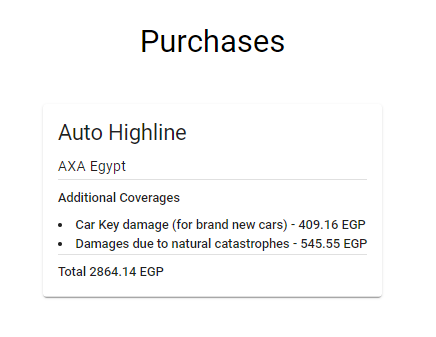 Purchases
Auto Highline
AXA Egypt
Additional Coverages
• Car Key damage (for brand new cars) - 409.16 EGP
• Damages due to natural catastrophes - 545.55 EGP
Total 2864.14 EGP